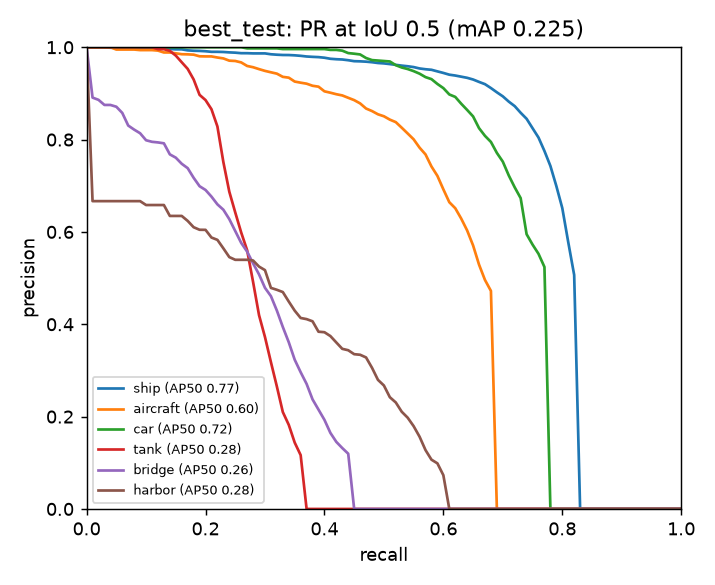 best_test: PR at IoU 0.5 (mAP 0.225)
precision
1.0
0.8
0.6
0.4
0.2
0.0
ship (AP50 0.77)
aircraft (AP50 0.60)
car (AP50 0.72)
tank (AP50 0.28)
bridge (AP50 0.26)
harbor (AP50 0.28)
0.0 0.2 0.4 0.6 0.8 1.0
recall